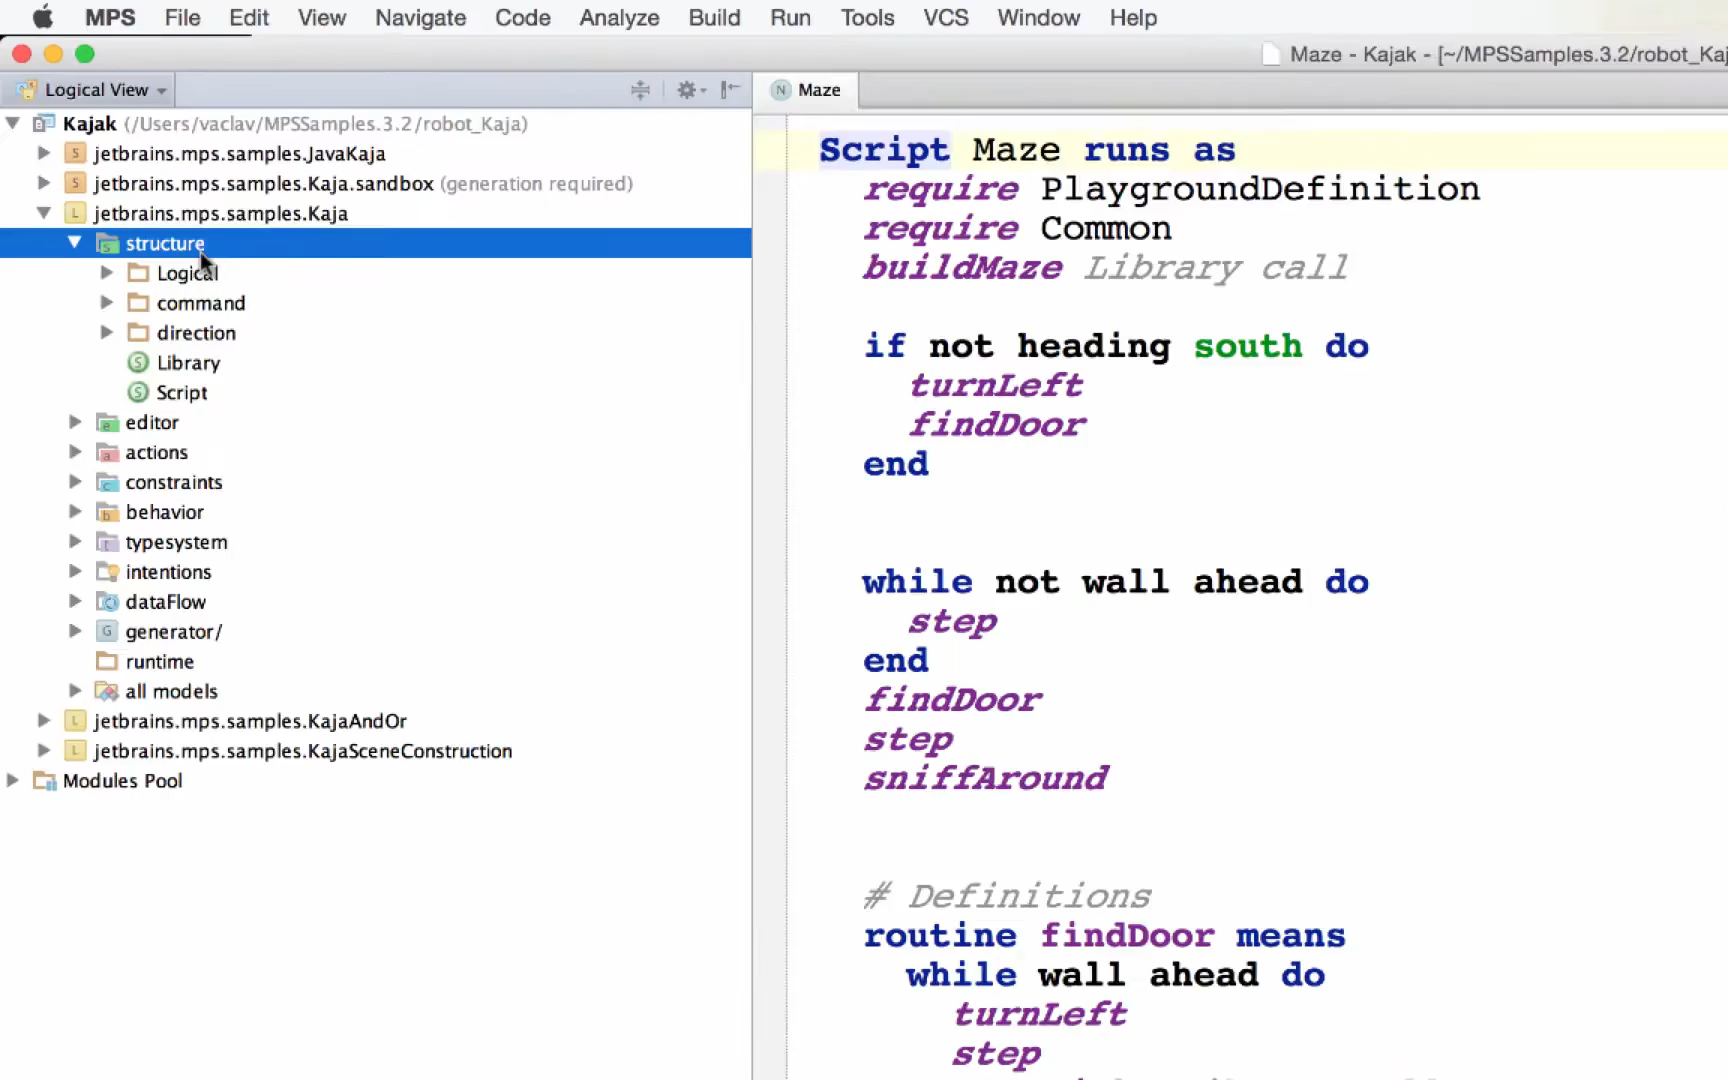 MPS File Edit View Navigate Code Analyze Build Run Tools VCS Window Help
Maze - Kajak - [~/MPSSamples.3.2/robot_Kaj
Logical View
N Maze
Kajak (/Users/vaclav/MPSSamples.3.2/robot_Kaja)
S jetbrains.mps.samples.JavaKaja
S jetbrains.mps.samples.Kaja.sandbox (generation required)
L jetbrains.mps.samples.Kaja
s structure
Logical
command
direction
S Library
S Script
e editor
a actions
c constraints
b behavior
t typesystem
intentions
dataFlow
G generator/
runtime
all models
L jetbrains.mps.samples.KajaAndOr
L jetbrains.mps.samples.KajaSceneConstruction
Modules Pool
Script Maze runs as
require PlaygroundDefinition
require Common
buildMaze Library call
if not heading south do
turnLeft
findDoor
end
while not wall ahead do
step
end
findDoor
step
sniffAround
# Definitions
routine findDoor means
while wall ahead do
turnLeft
step